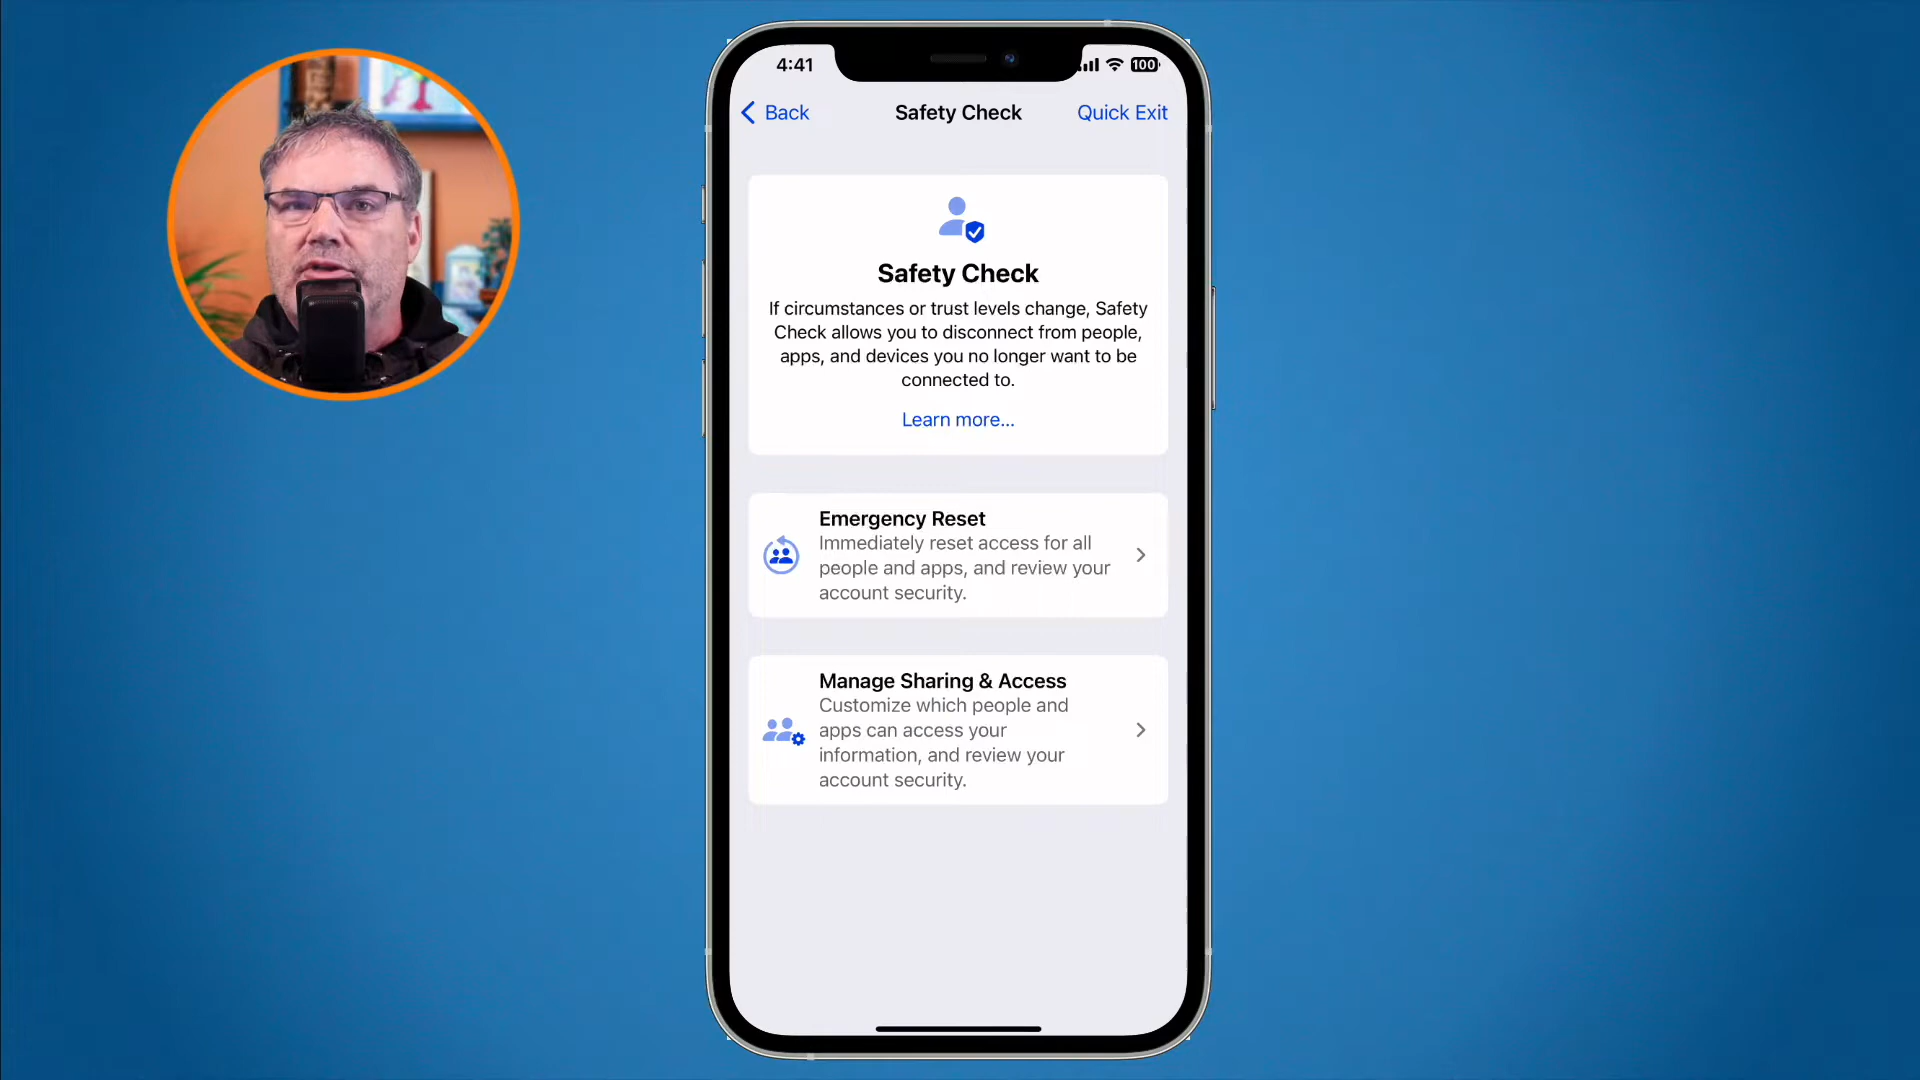 4:41
100
Back
Safety Check
Quick Exit
Safety Check
If circumstances or trust levels change, Safety
Check allows you to disconnect from people,
apps, and devices you no longer want to be
connected to.
Learn more...
Emergency Reset
Immediately reset access for all
people and apps, and review your
account security.
Manage Sharing & Access
Customize which people and
apps can access your
information, and review your
account security.